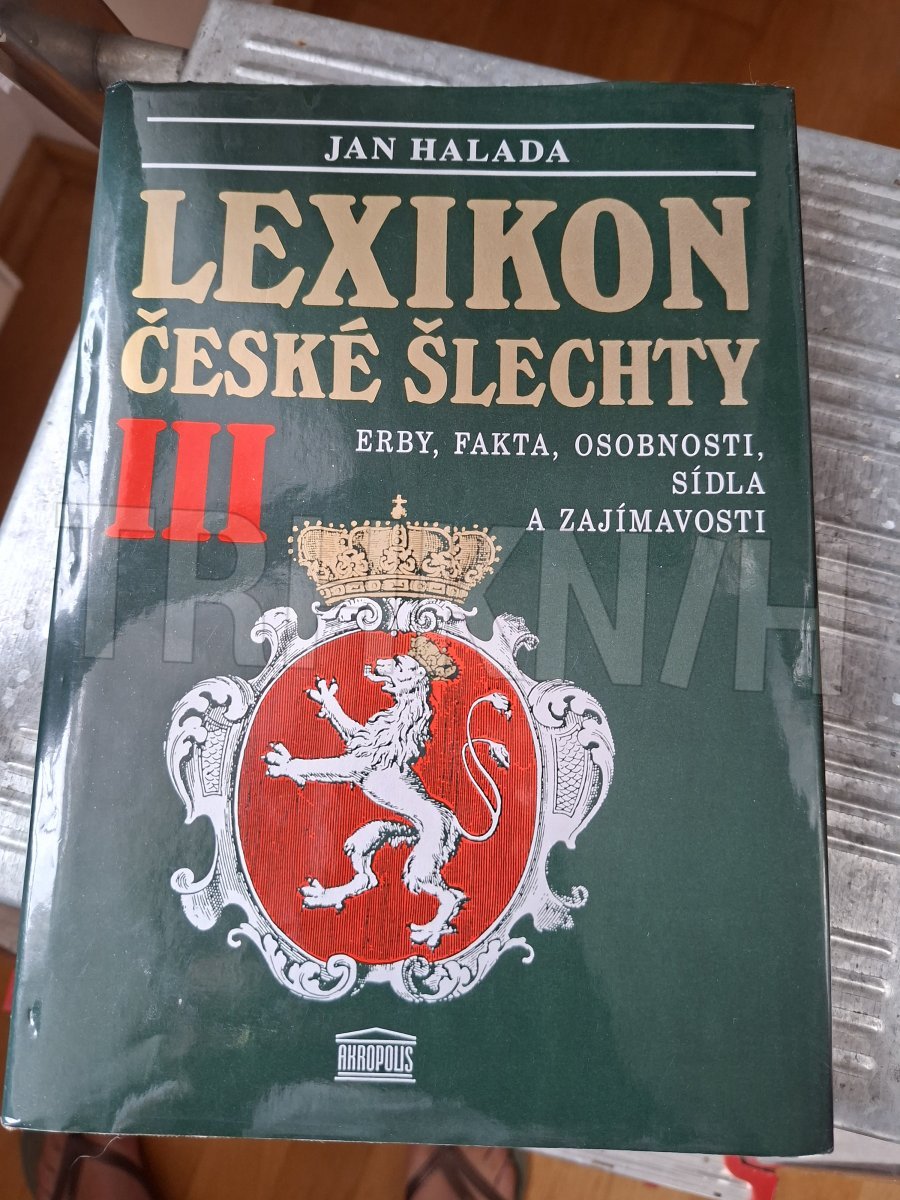 JAN HALADA
LEXIKON
ČESKÉ ŠLECHTY
III
ERBY, FAKTA, OSOBNOSTI,
SÍDLA
A ZAJÍMAVOSTI
AKROPOLIS